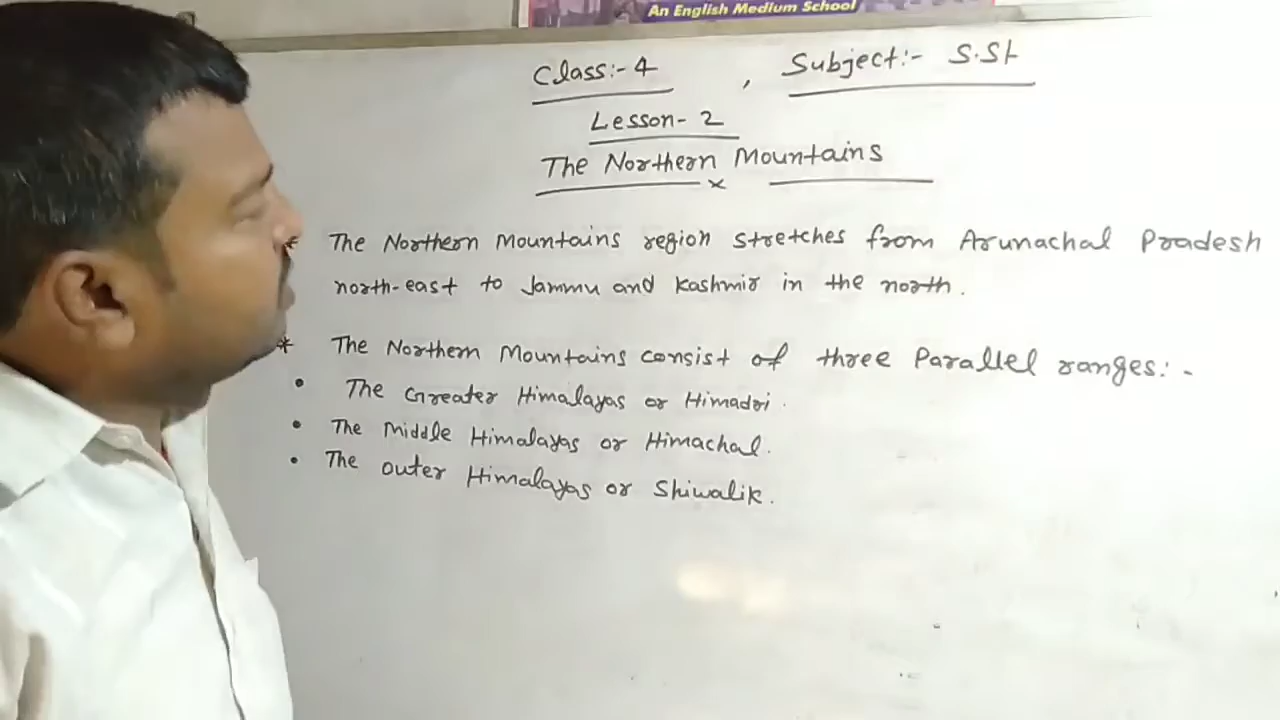 An English Medium School
Class:- 4 , Subject:- S.St
Lesson- 2
The Northern Mountains
* The Northern Mountains region stretches from Arunachal Pradesh
north-east to Jammu and Kashmir in the north.
* The Northern Mountains consist of three Parallel ranges:-
• The Greater Himalayas or Himadri.
• The Middle Himalayas or Himachal.
• The outer Himalayas or Shiwalik.